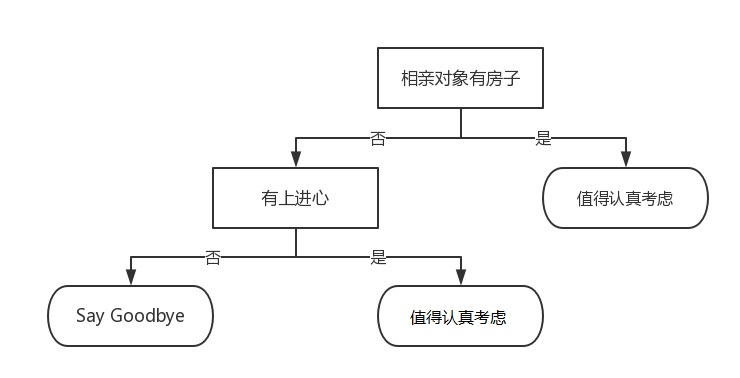 相亲对象有房子
否
是
有上进心
值得认真考虑
否
是
Say Goodbye
值得认真考虑